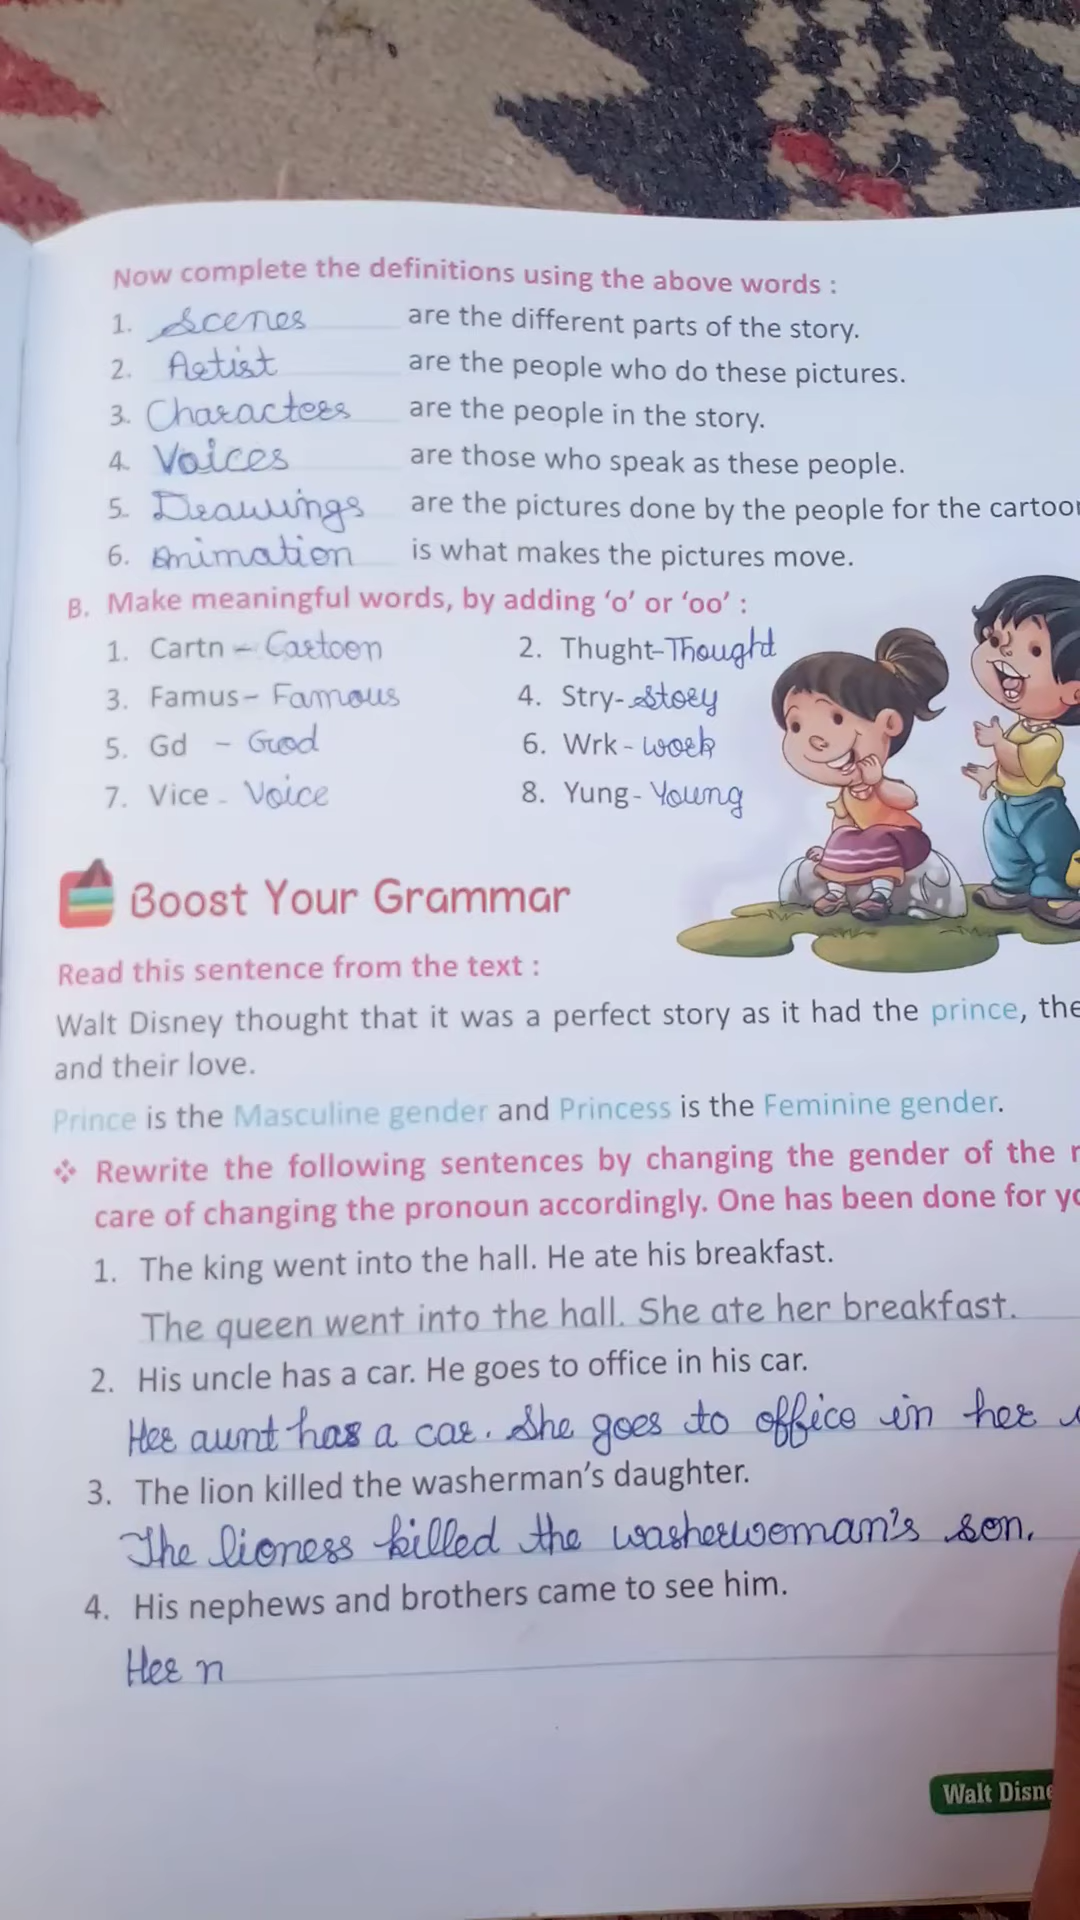 Now complete the definitions using the above words :
1. Scenes are the different parts of the story.
2. Artist are the people who do these pictures.
3. Characters are the people in the story.
4. Voices are those who speak as these people.
5. Drawings are the pictures done by the people for the cartoon
6. Animation is what makes the pictures move.
B. Make meaningful words, by adding ‘o’ or ‘oo’ :
1. Cartn – Cartoon 2. Thught- Thought
3. Famus – Famous 4. Stry- Story
5. Gd – God 6. Wrk - work
7. Vice - Voice 8. Yung - Young
Boost Your Grammar
Read this sentence from the text :
Walt Disney thought that it was a perfect story as it had the prince, the
and their love.
Prince is the Masculine gender and Princess is the Feminine gender.
❖ Rewrite the following sentences by changing the gender of the
care of changing the pronoun accordingly. One has been done for
1. The king went into the hall. He ate his breakfast.
The queen went into the hall. She ate her breakfast.
2. His uncle has a car. He goes to office in his car.
Her aunt has a car. She goes to office in her
3. The lion killed the washerman’s daughter.
The lioness killed the washerwoman's son.
4. His nephews and brothers came to see him.
Her n
Walt Disne